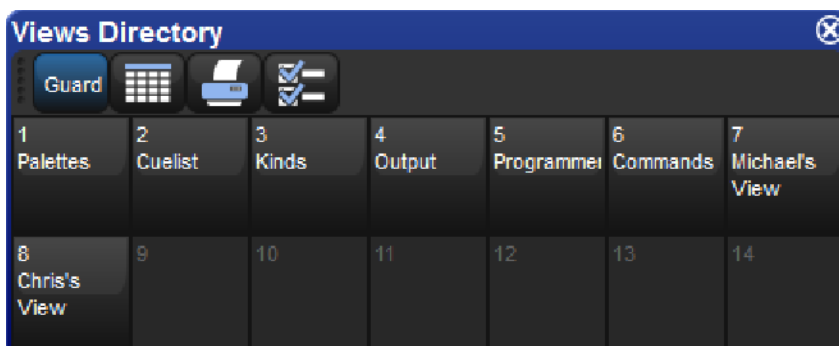 Views Directory
Guard
1
Palettes
2
Cuelist
3
Kinds
4
Output
5
Programmer
6
Commands
7
Michael's
View
8
Chris's
View
9
10
11
12
13
14